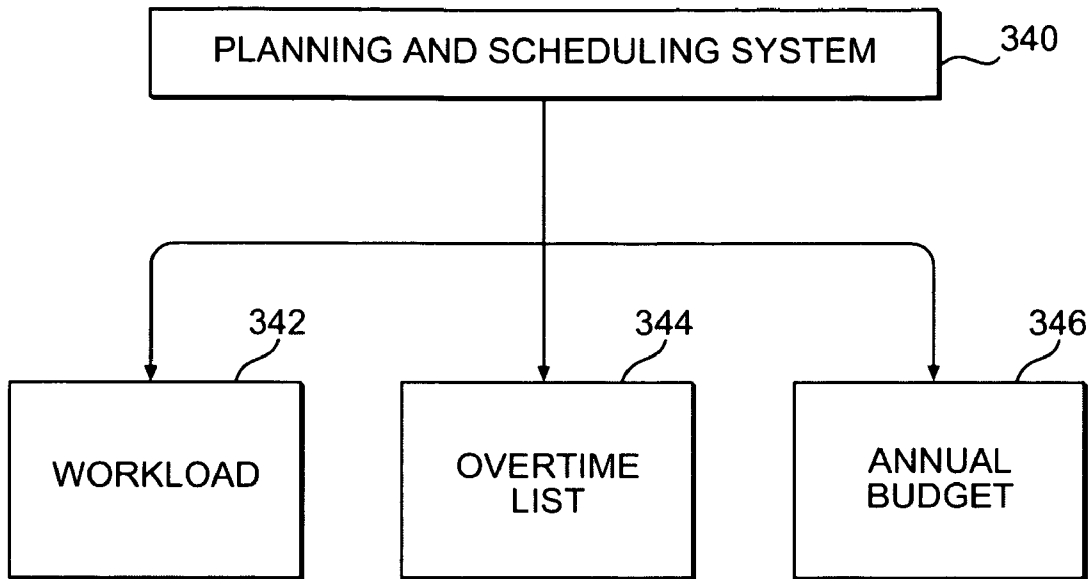 PLANNING AND SCHEDULING SYSTEM
340
342
344
346
WORKLOAD
OVERTIME
LIST
ANNUAL
BUDGET